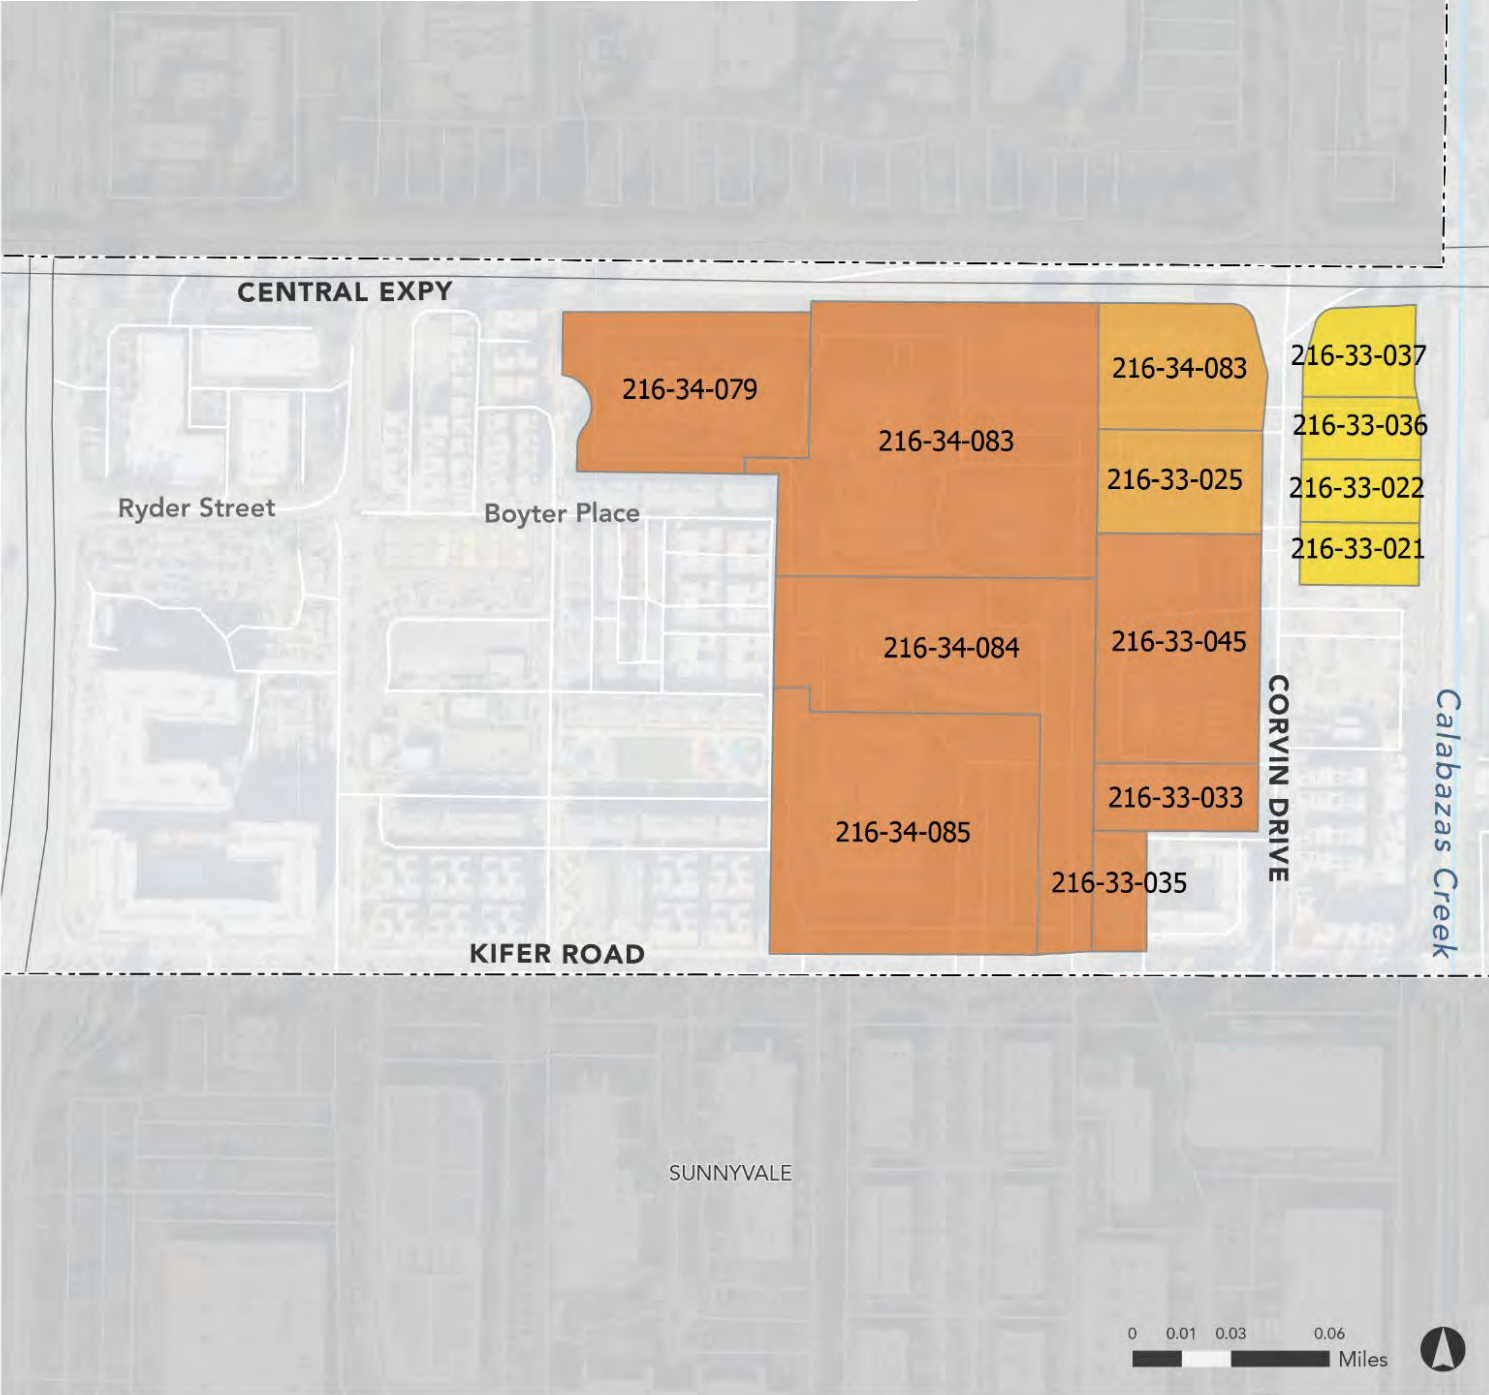 CENTRAL EXPY
216-34-079
216-34-083
216-34-083
216-33-037
216-33-036
216-33-025
216-33-022
216-33-021
Ryder Street
Boyter Place
216-34-084
216-33-045
CORVIN DRIVE
Calabazas Creek
216-33-033
216-34-085
216-33-035
KIFER ROAD
SUNNYVALE
0 0.01 0.03 0.06
Miles